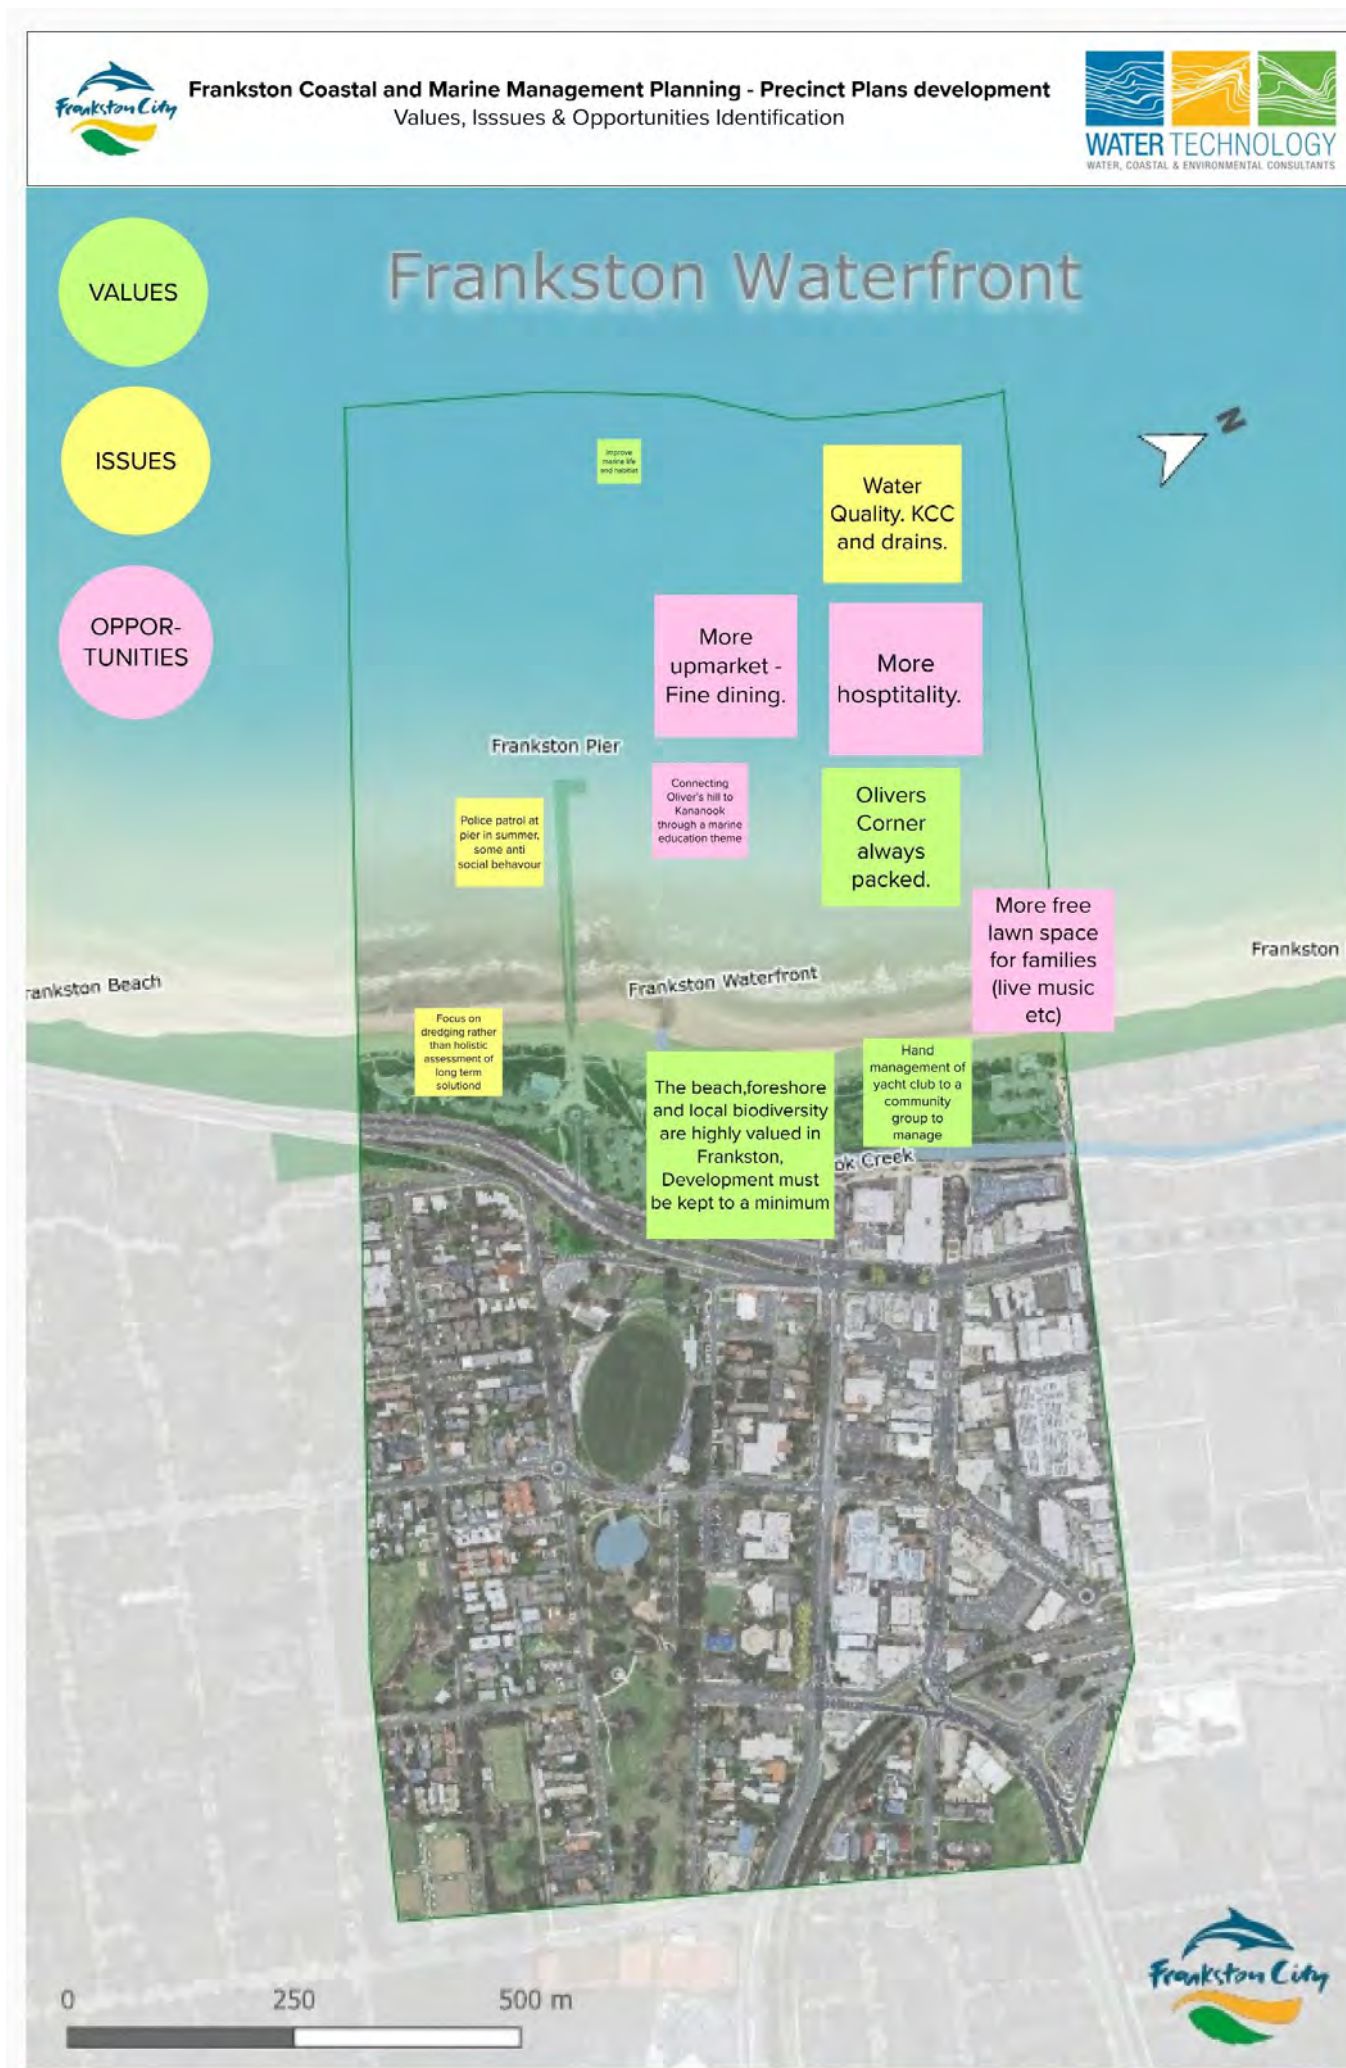 Frankston City
Frankston Coastal and Marine Management Planning - Precinct Plans development
Values, Isssues & Opportunities Identification
WATER TECHNOLOGY
WATER, COASTAL & ENVIRONMENTAL CONSULTANTS
Frankston Waterfront
VALUES
ISSUES
OPPOR-
TUNITIES
N
Improve
marine life
and habitat
Water
Quality. KCC
and drains.
More
upmarket -
Fine dining.
More
hosptitality.
Frankston Pier
Police patrol at
pier in summer,
some anti
social behavour
Connecting
Oliver's hill to
Kananook
through a marine
education theme
Olivers
Corner
always
packed.
More free
lawn space
for families
(live music
etc)
Frankston
rankston Beach
Frankston Waterfront
Focus on
dredging rather
than holistic
assessment of
long term
solutiond
The beach,foreshore
and local biodiversity
are highly valued in
Frankston,
Development must
be kept to a minimum
Hand
management of
yacht club to a
community
group to
manage
ok Creek
0 250 500 m
Frankston City